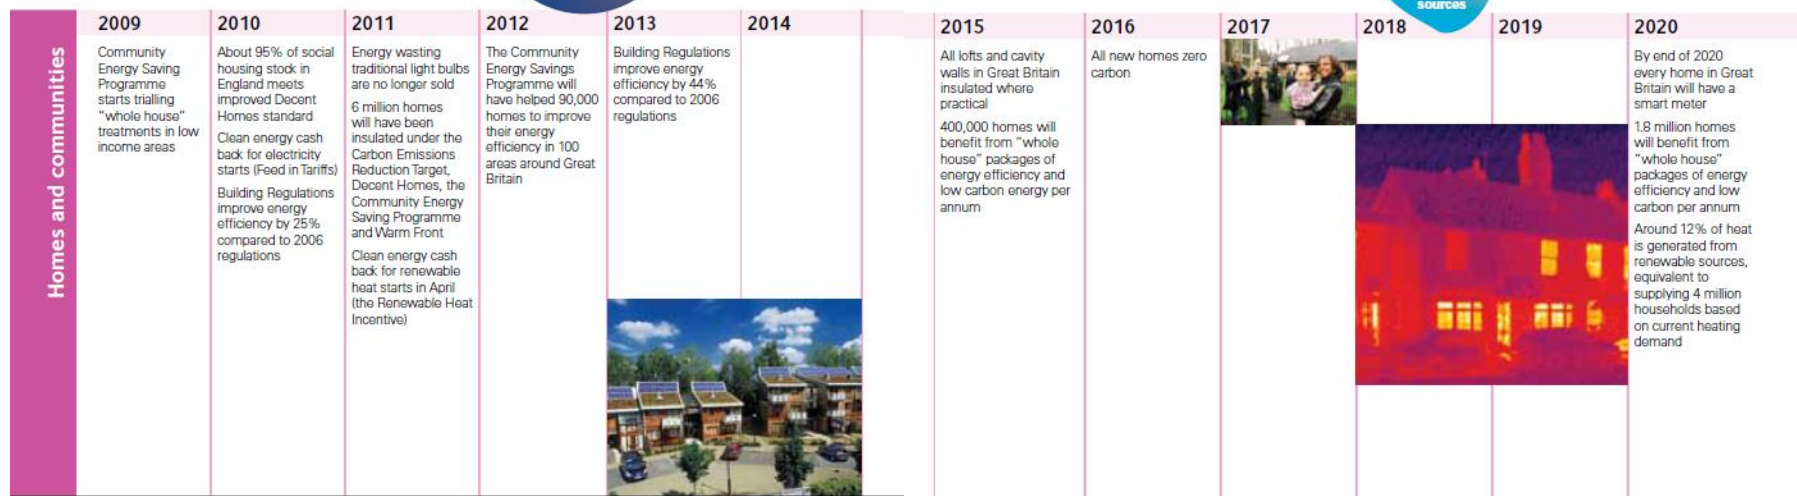 sources
Homes and communities
2009
Community
Energy Saving
Programme
starts trialling
"whole house"
treatments in low
income areas
2010
About 95% of social
housing stock in
England meets
improved Decent
Homes standard
Clean energy cash
back for electricity
starts (Feed in Tariffs)
Building Regulations
improve energy
efficiency by 25%
compared to 2006
regulations
2011
Energy wasting
traditional light bulbs
are no longer sold
6 million homes
will have been
insulated under the
Carbon Emissions
Reduction Target,
Decent Homes, the
Community Energy
Saving Programme
and Warm Front
Clean energy cash
back for renewable
heat starts in April
(the Renewable Heat
Incentive)
2012
The Community
Energy Savings
Programme will
have helped 90,000
homes to improve
their energy
efficiency in 100
areas around Great
Britain
2013
Building Regulations
improve energy
efficiency by 44%
compared to 2006
regulations
2014
2015
All lofts and cavity
walls in Great Britain
insulated where
practical
400,000 homes will
benefit from "whole
house" packages of
energy efficiency and
low carbon energy per
annum
2016
All new homes zero
carbon
2017
2018
2019
2020
By end of 2020
every home in Great
Britain will have a
smart meter
1.8 million homes
will benefit from
"whole house"
packages of energy
efficiency and low
carbon per annum
Around 12% of heat
is generated from
renewable sources,
equivalent to
supplying 4 million
households based
on current heating
demand